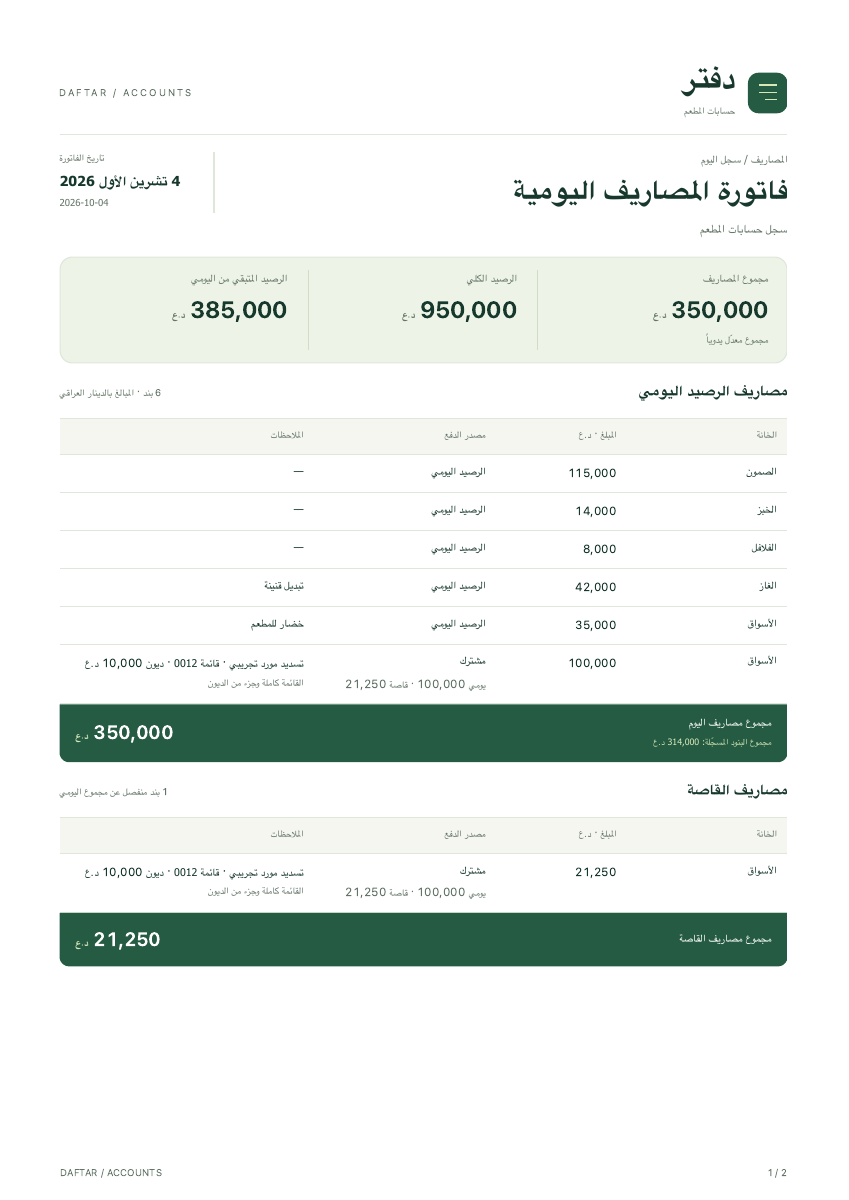 دفتر
حسابات المطعم
DAFTAR / ACCOUNTS
المصاريف / سجل اليوم
فاتورة المصاريف اليومية
سجل حسابات المطعم
تاريخ الفاتورة
4 تشرين الأول 2026
2026-10-04
مجموع المصاريف
350,000 د.ع
مجموع معدّل يدوياً
الرصيد الكلي
950,000 د.ع
الرصيد المتبقي من اليومي
385,000 د.ع
مصاريف الرصيد اليومي
6 بند · المبالغ بالدينار العراقي
الخانة المبلغ · د.ع مصدر الدفع الملاحظات
الصمون 115,000 الرصيد اليومي —
الخبز 14,000 الرصيد اليومي —
الفلافل 8,000 الرصيد اليومي —
الغاز 42,000 الرصيد اليومي تبديل قنينة
الأسواق 35,000 الرصيد اليومي خضار للمطعم
الأسواق 100,000 مشترك تسديد مورد تجريبي · قائمة 0012 · ديون 10,000 د.ع
يومي 100,000 · قاصة 21,250 القائمة كاملة وجزء من الديون
مجموع مصاريف اليوم
مجموع البنود المسجّلة: 314,000 د.ع
350,000 د.ع
مصاريف القاصة
1 بند منفصل عن مجموع اليومي
الخانة المبلغ · د.ع مصدر الدفع الملاحظات
الأسواق 21,250 مشترك تسديد مورد تجريبي · قائمة 0012 · ديون 10,000 د.ع
يومي 100,000 · قاصة 21,250 القائمة كاملة وجزء من الديون
مجموع مصاريف القاصة
21,250 د.ع
DAFTAR / ACCOUNTS
1 / 2